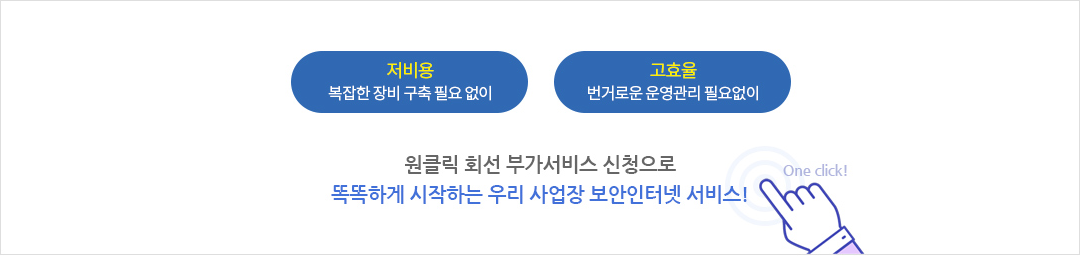 저비용
복잡한 장비 구축 필요 없이
고효율
번거로운 운영관리 필요없이
원클릭 회선 부가서비스 신청으로
똑똑하게 시작하는 우리 사업장 보안인터넷 서비스!
One click!